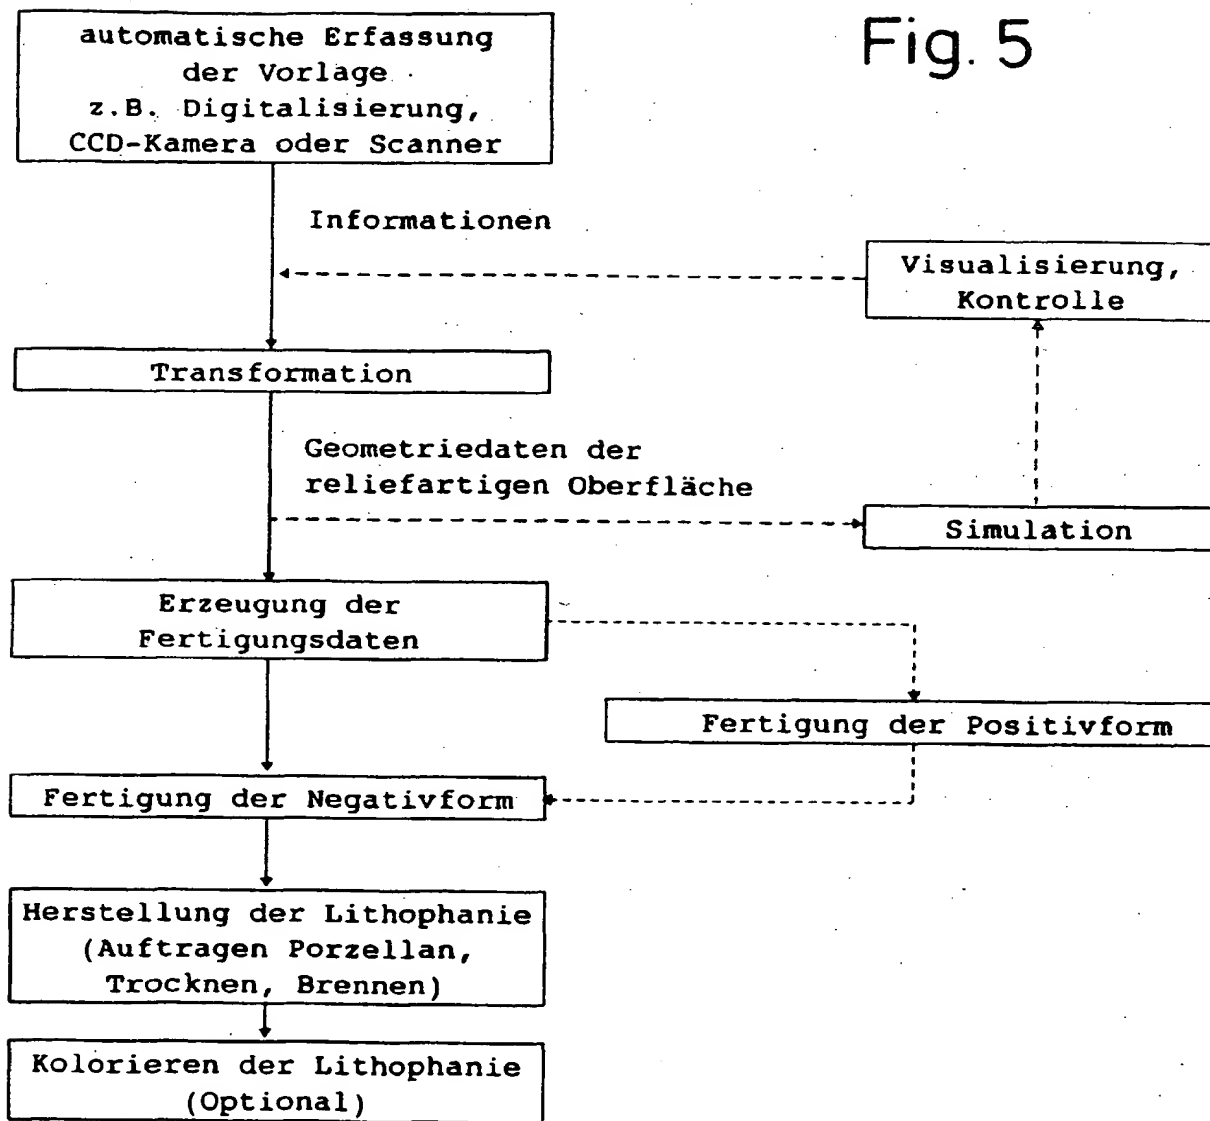 Fig. 5
automatische Erfassung
der Vorlage
z.B. Digitalisierung,
CCD-Kamera oder Scanner
Informationen
Visualisierung,
Kontrolle
Transformation
Geometriedaten der
reliefartigen Oberfläche
Simulation
Erzeugung der
Fertigungsdaten
Fertigung der Positivform
Fertigung der Negativform
Herstellung der Lithophanie
(Auftragen Porzellan,
Trocknen, Brennen)
Kolorieren der Lithophanie
(Optional)